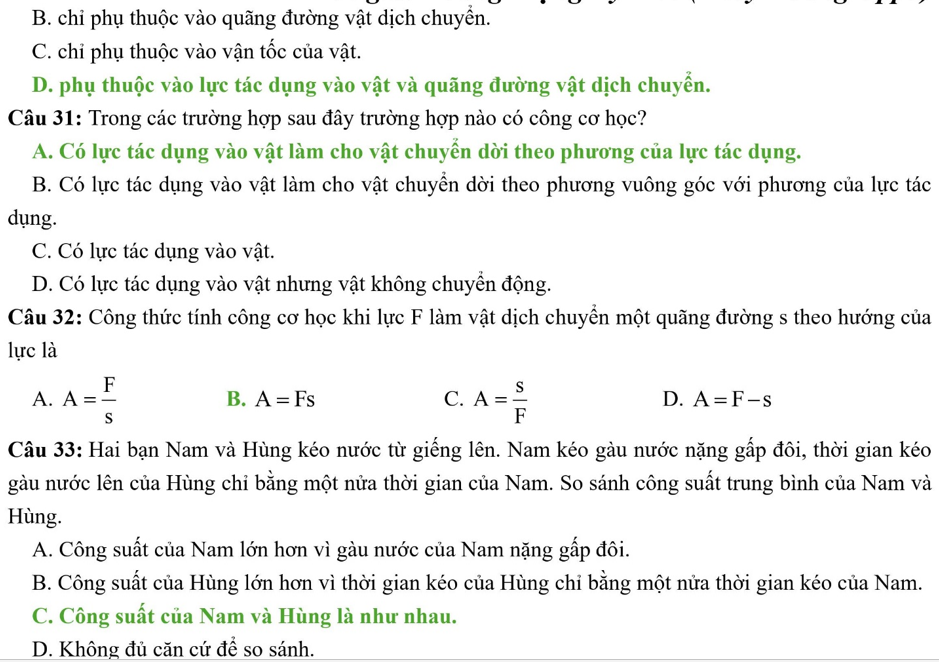 B. chỉ phụ thuộc vào quãng đường vật dịch chuyển.
C. chỉ phụ thuộc vào vận tốc của vật.
D. phụ thuộc vào lực tác dụng vào vật và quãng đường vật dịch chuyển.
Câu 31: Trong các trường hợp sau đây trường hợp nào có công cơ học?
A. Có lực tác dụng vào vật làm cho vật chuyển dời theo phương của lực tác dụng.
B. Có lực tác dụng vào vật làm cho vật chuyển dời theo phương vuông góc với phương của lực tác
dụng.
C. Có lực tác dụng vào vật.
D. Có lực tác dụng vào vật nhưng vật không chuyển động.
Câu 32: Công thức tính công cơ học khi lực F làm vật dịch chuyển một quãng đường s theo hướng của
lực là
A. A = F/s B. A = Fs C. A = s/F D. A = F – s
Câu 33: Hai bạn Nam và Hùng kéo nước từ giếng lên. Nam kéo gàu nước nặng gấp đôi, thời gian kéo
gàu nước lên của Hùng chỉ bằng một nửa thời gian của Nam. So sánh công suất trung bình của Nam và
Hùng.
A. Công suất của Nam lớn hơn vì gàu nước của Nam nặng gấp đôi.
B. Công suất của Hùng lớn hơn vì thời gian kéo của Hùng chỉ bằng một nửa thời gian kéo của Nam.
C. Công suất của Nam và Hùng là như nhau.
D. Không đủ căn cứ để so sánh.